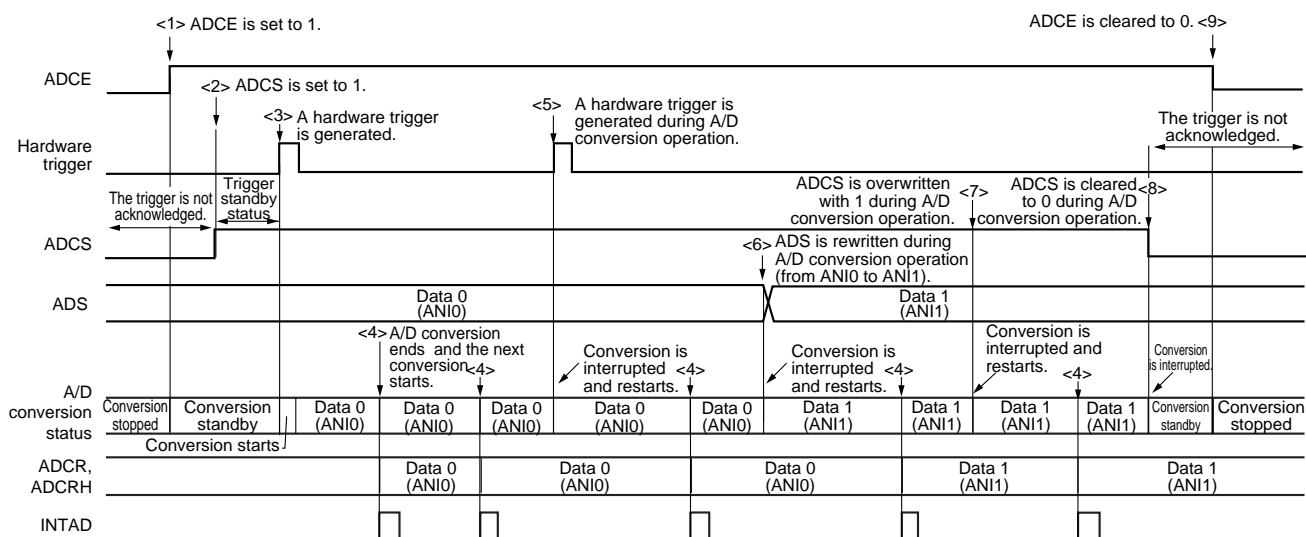 <1> ADCE is set to 1.
ADCE is cleared to 0. <9>
ADCE
<2> ADCS is set to 1.
<3> A hardware trigger
is generated.
<5> A hardware trigger is
generated during A/D
conversion operation.
The trigger is not
acknowledged.
Hardware
trigger
The trigger is not
acknowledged.
Trigger
standby
status
ADCS is overwritten
with 1 during A/D
conversion operation.
<7>
ADCS is cleared
to 0 during A/D
conversion operation.
<8>
ADCS
<6> ADS is rewritten during
A/D conversion operation
(from ANI0 to ANI1).
ADS
Data 0
(ANI0)
Data 1
(ANI1)
<4> A/D conversion
ends and the next
conversion
starts.
<4>
Conversion is
interrupted
and restarts.
<4>
Conversion is
interrupted
and restarts.
<4>
Conversion is
interrupted and
restarts.
<4>
Conversion
is interrupted.
A/D
conversion
status
Conversion
stopped
Conversion
standby
Conversion starts
Data 0
(ANI0)
Data 0
(ANI0)
Data 0
(ANI0)
Data 0
(ANI0)
Data 0
(ANI0)
Data 1
(ANI1)
Data 1
(ANI1)
Data 1
(ANI1)
Data 1
(ANI1)
Conversion
standby
Conversion
stopped
ADCR,
ADCRH
Data 0
(ANI0)
Data 0
(ANI0)
Data 0
(ANI0)
Data 1
(ANI1)
Data 1
(ANI1)
INTAD